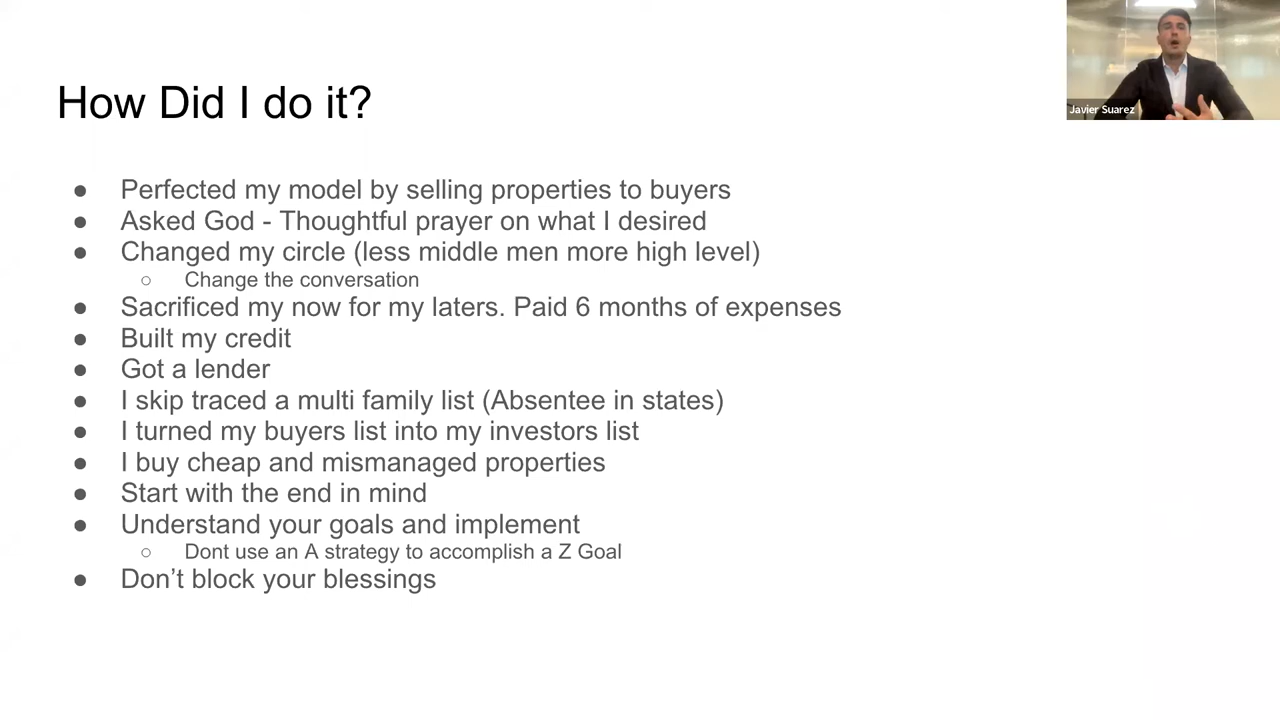 How Did I do it?
Javier Suarez
● Perfected my model by selling properties to buyers
● Asked God - Thoughtful prayer on what I desired
● Changed my circle (less middle men more high level)
○ Change the conversation
● Sacrificed my now for my laters. Paid 6 months of expenses
● Built my credit
● Got a lender
● I skip traced a multi family list (Absentee in states)
● I turned my buyers list into my investors list
● I buy cheap and mismanaged properties
● Start with the end in mind
● Understand your goals and implement
○ Dont use an A strategy to accomplish a Z Goal
● Don’t block your blessings